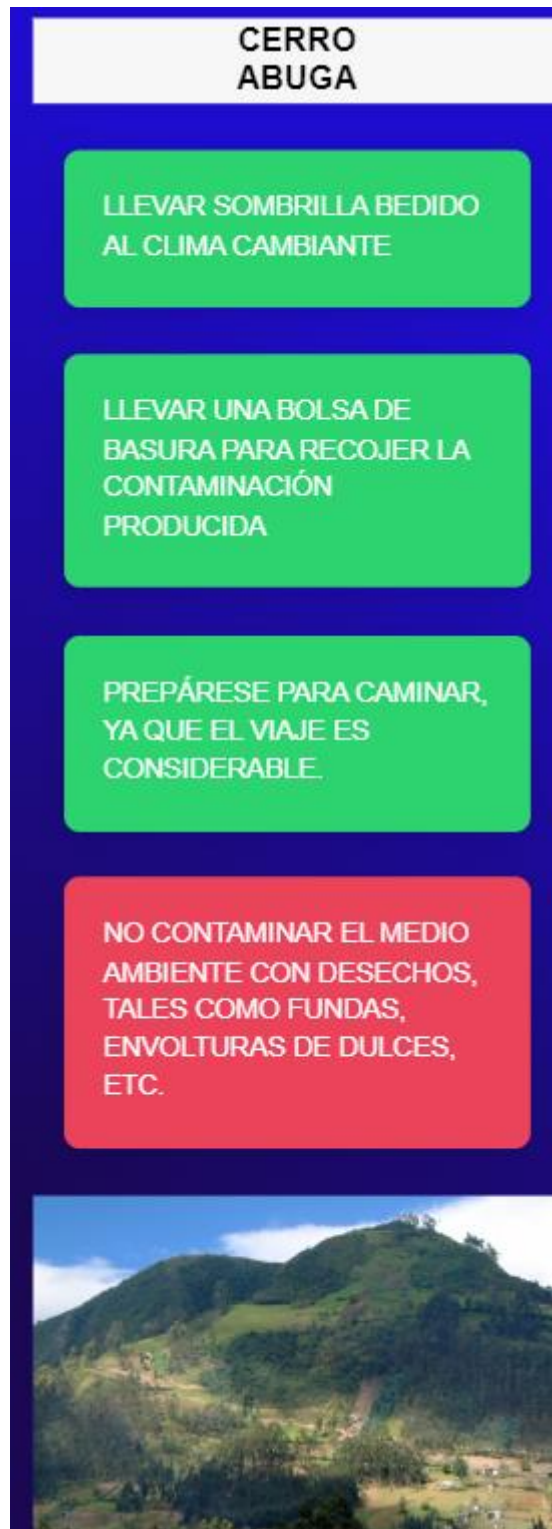 CERRO
ABUGA
LLEVAR SOMBRILLA BEDIDO
AL CLIMA CAMBIANTE
LLEVAR UNA BOLSA DE
BASURA PARA RECOJER LA
CONTAMINACIÓN
PRODUCIDA
PREPÁRESE PARA CAMINAR,
YA QUE EL VIAJE ES
CONSIDERABLE.
NO CONTAMINAR EL MEDIO
AMBIENTE CON DESECHOS,
TALES COMO FUNDAS,
ENVOLTURAS DE DULCES,
ETC.